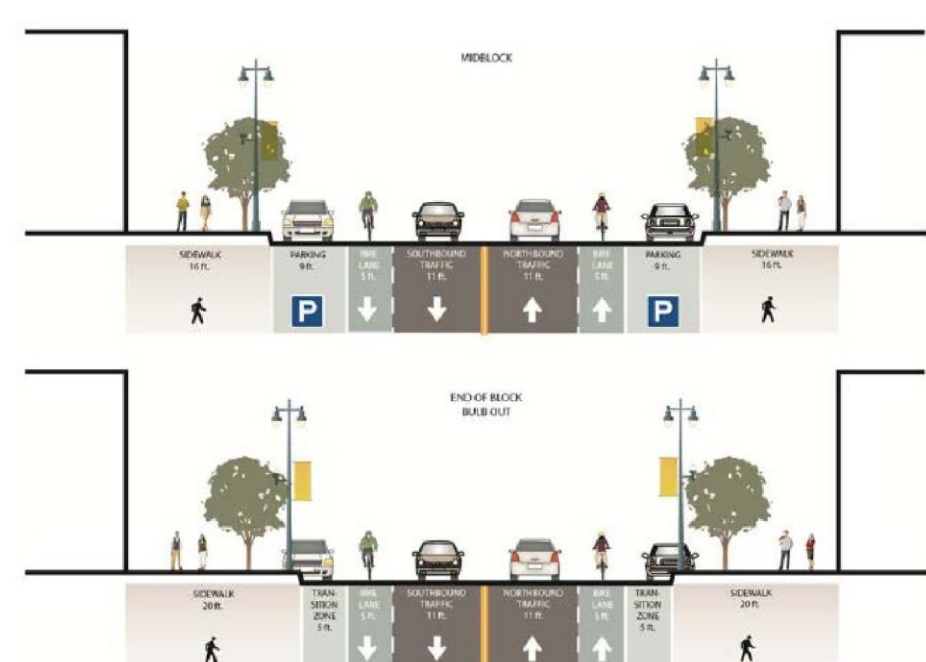 MIDBLOCK
SIDEWALK
16 ft.
PARKING
9 ft.
BIKE
LANE
5 ft.
SOUTHBOUND
TRAFFIC
11 ft.
NORTHBOUND
TRAFFIC
11 ft.
BIKE
LANE
5 ft.
PARKING
9 ft.
SIDEWALK
16 ft.
P
P
END OF BLOCK
BULB OUT
SIDEWALK
20 ft.
TRAN-
SITION
ZONE
5 ft.
BIKE
LANE
5 ft.
SOUTHBOUND
TRAFFIC
11 ft.
NORTHBOUND
TRAFFIC
11 ft.
BIKE
LANE
5 ft.
TRAN-
SITION
ZONE
5 ft.
SIDEWALK
20 ft.